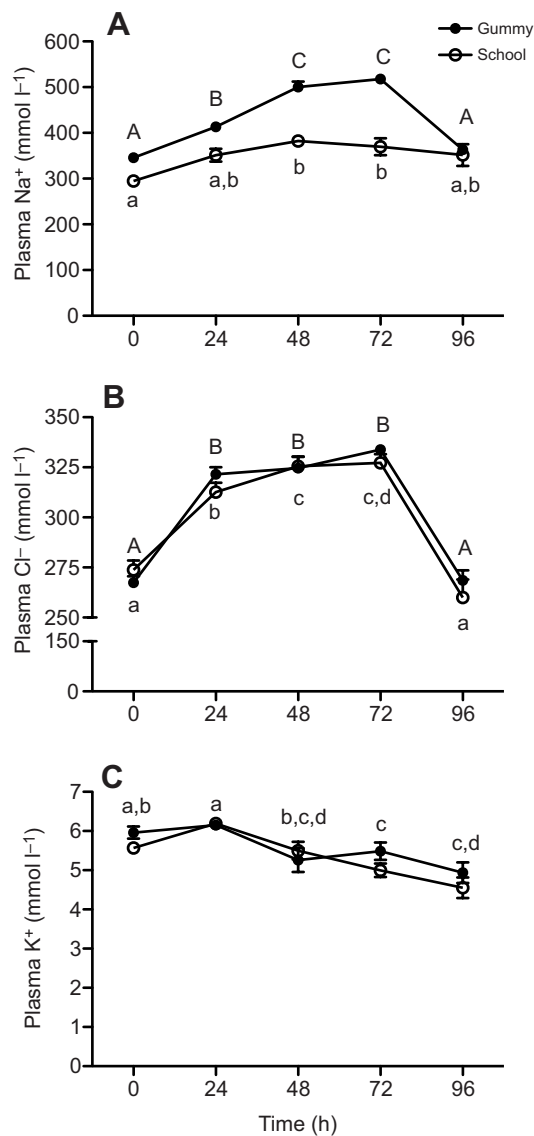 A
Gummy
School
600
500
400
300
200
100
0
Plasma Na⁺ (mmol l⁻¹)
A
B
C
C
A
a
a,b
b
b
a,b
0 24 48 72 96
B
350
325
300
275
250
150
0
Plasma Cl⁻ (mmol l⁻¹)
A
B
B
B
A
a
b
c
c,d
a
0 24 48 72 96
C
7
6
5
4
3
2
1
0
Plasma K⁺ (mmol l⁻¹)
a,b
a
b,c,d
c
c,d
0 24 48 72 96
Time (h)